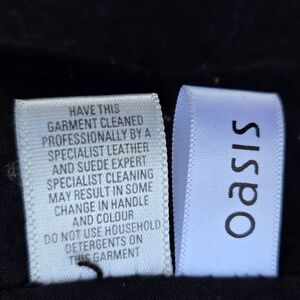 HAVE THIS
GARMENT CLEANED
PROFESSIONALLY BY A
SPECIALIST LEATHER
AND SUEDE EXPERT
SPECIALIST CLEANING
MAY RESULT IN SOME
CHANGE IN HANDLE
AND COLOUR
DO NOT USE HOUSEHOLD
DETERGENTS ON
THIS GARMENT
oasis